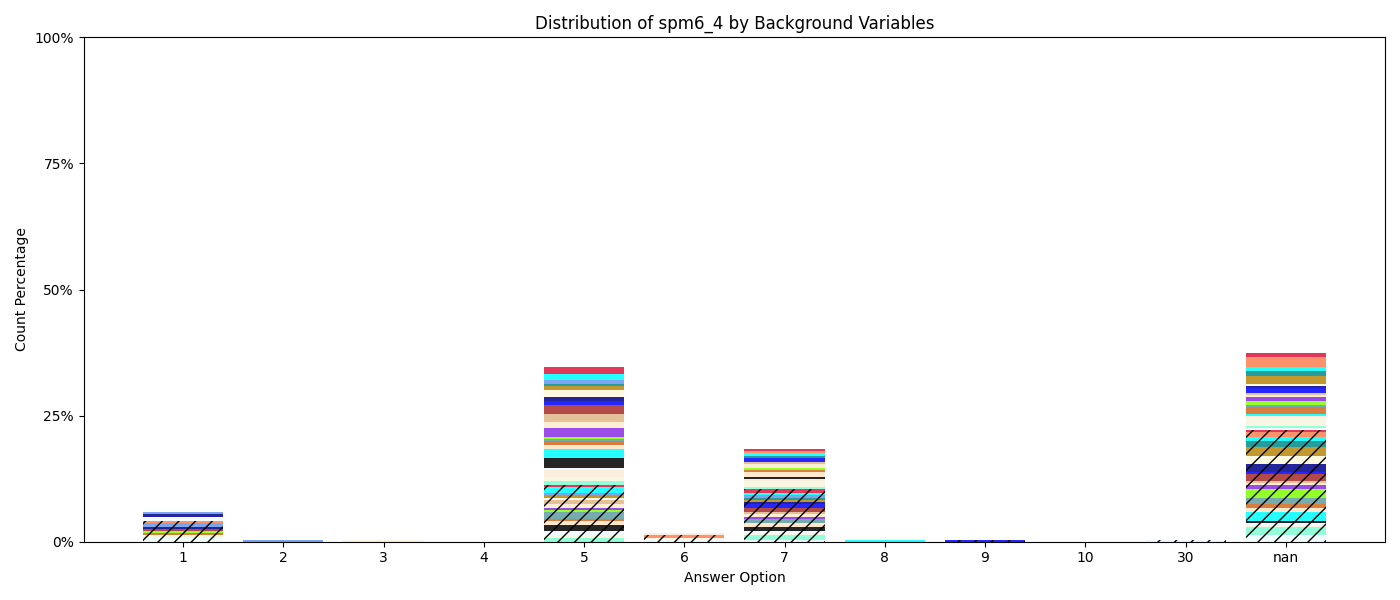 Distribution of spm6_4 by Background Variables
100%
75%
50%
25%
0%
Count Percentage
1 2 3 4 5 6 7 8 9 10 30 nan
Answer Option